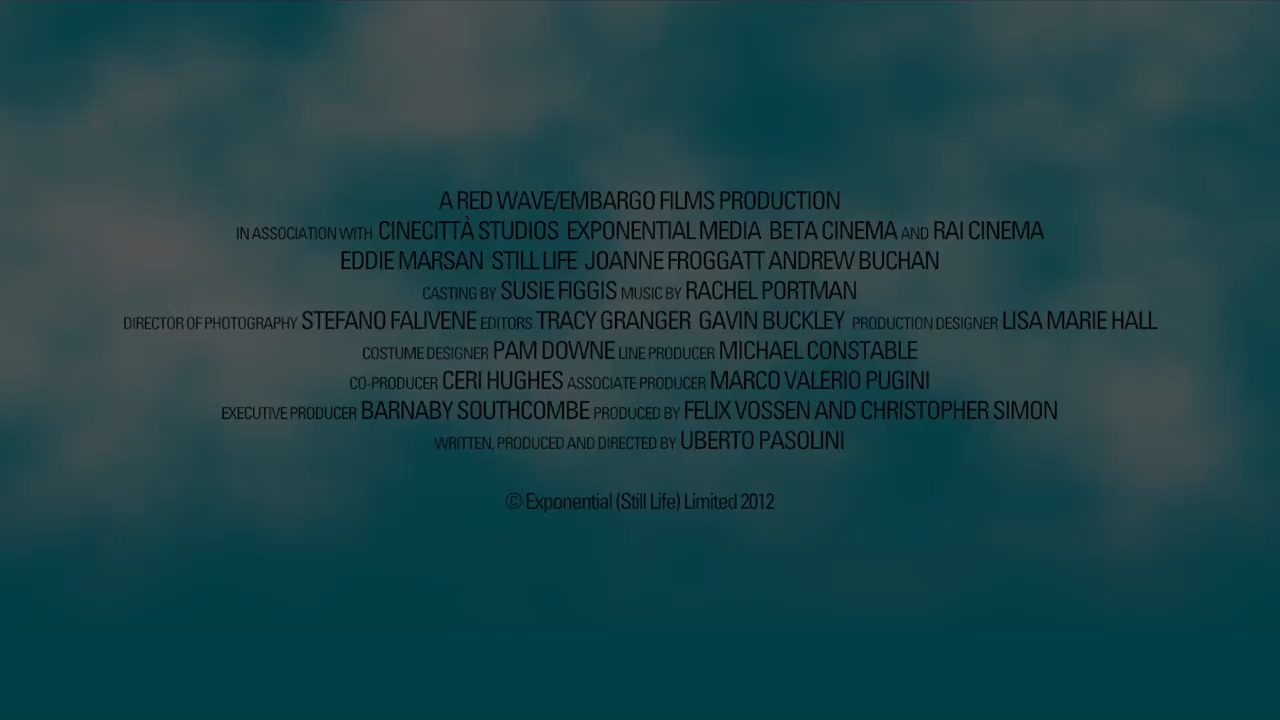 A RED WAVE/EMBARGO FILMS PRODUCTION
IN ASSOCIATION WITH CINECITTÀ STUDIOS EXPONENTIAL MEDIA BETA CINEMA AND RAI CINEMA
EDDIE MARSAN STILL LIFE JOANNE FROGGATT ANDREW BUCHAN
CASTING BY SUSIE FIGGIS MUSIC BY RACHEL PORTMAN
DIRECTOR OF PHOTOGRAPHY STEFANO FALIVENE EDITORS TRACY GRANGER GAVIN BUCKLEY PRODUCTION DESIGNER LISA MARIE HALL
COSTUME DESIGNER PAM DOWNE LINE PRODUCER MICHAEL CONSTABLE
CO-PRODUCER CERI HUGHES ASSOCIATE PRODUCER MARCO VALERIO PUGINI
EXECUTIVE PRODUCER BARNABY SOUTHCOMBE PRODUCED BY FELIX VOSSEN AND CHRISTOPHER SIMON
WRITTEN, PRODUCED AND DIRECTED BY UBERTO PASOLINI
© Exponential (Still Life) Limited 2012